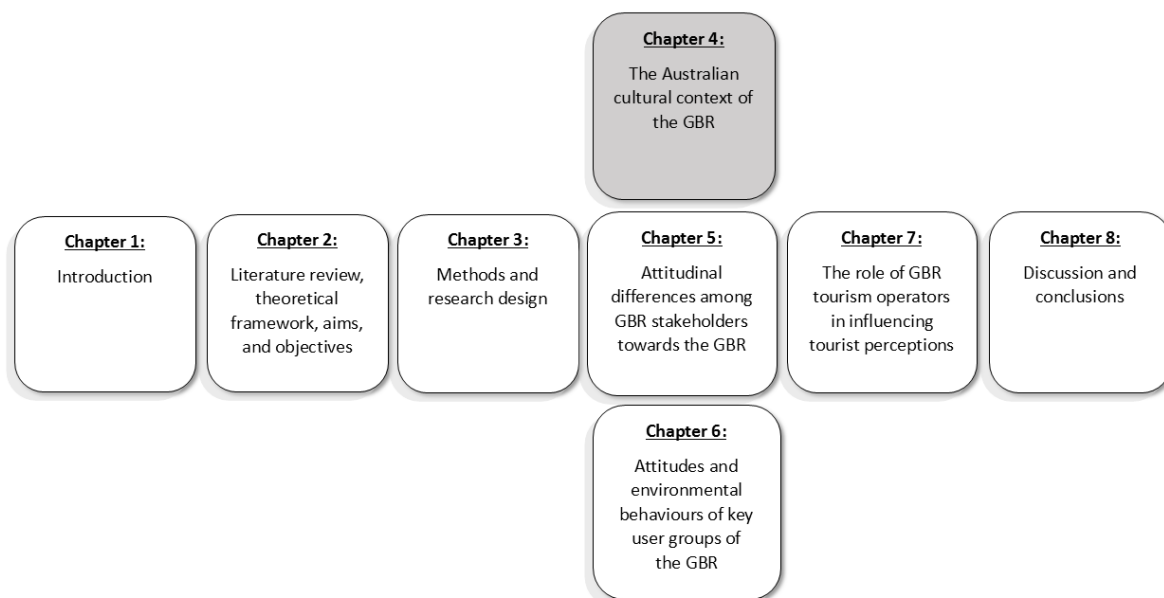 Chapter 4:
The Australian
cultural context of
the GBR
Chapter 1:
Introduction
Chapter 2:
Literature review,
theoretical
framework, aims,
and objectives
Chapter 3:
Methods and
research design
Chapter 5:
Attitudinal
differences among
GBR stakeholders
towards the GBR
Chapter 7:
The role of GBR
tourism operators
in influencing
tourist perceptions
Chapter 8:
Discussion and
conclusions
Chapter 6:
Attitudes and
environmental
behaviours of key
user groups of
the GBR